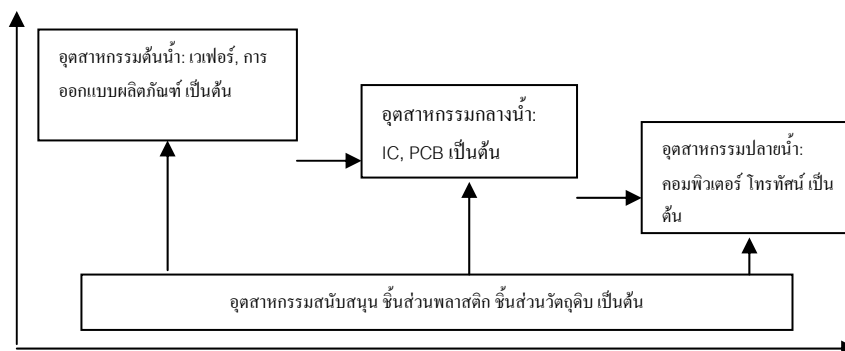 อุตสาหกรรมต้นน้ำ: เวเฟอร์, การ
ออกแบบผลิตภัณฑ์ เป็นต้น
อุตสาหกรรมกลางน้ำ:
IC, PCB เป็นต้น
อุตสาหกรรมปลายน้ำ:
คอมพิวเตอร์ โทรทัศน์ เป็น
ต้น
อุตสาหกรรมสนับสนุน ชิ้นส่วนพลาสติก ชิ้นส่วนวัตถุดิบ เป็นต้น